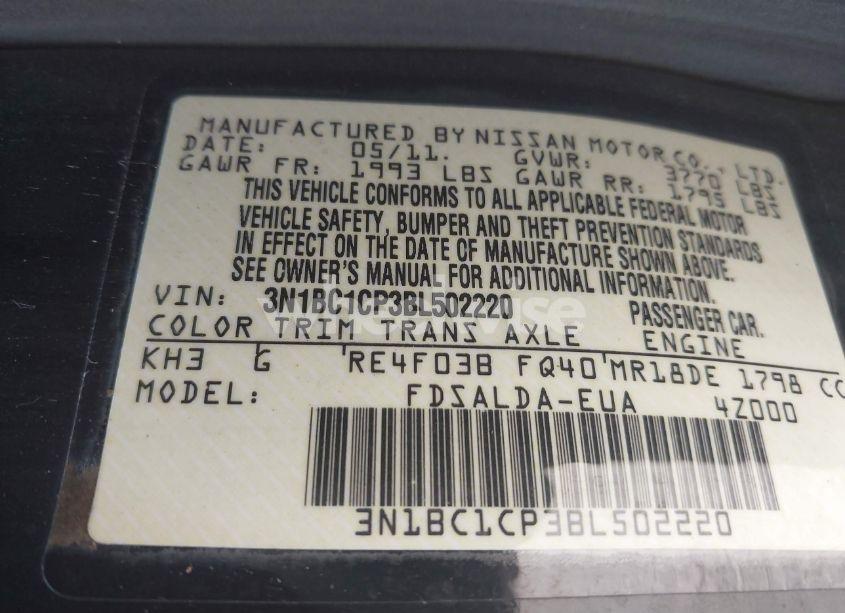 MANUFACTURED BY NISSAN MOTOR CO., LTD.
DATE: 05/11. GVWR: 3770 LBS
GAWR FR: 1993 LBS GAWR RR: 1795 LBS
THIS VEHICLE CONFORMS TO ALL APPLICABLE FEDERAL MOTOR
VEHICLE SAFETY, BUMPER AND THEFT PREVENTION STANDARDS
IN EFFECT ON THE DATE OF MANUFACTURE SHOWN ABOVE.
SEE OWNER'S MANUAL FOR ADDITIONAL INFORMATION.
VIN: 3N1BC1CP3BL502220 PASSENGER CAR.
COLOR TRIM TRANS AXLE ENGINE
KH3 G RE4F03B FQ40 MR18DE 1798 CC
MODEL: FDSALDA-EUA 4Z000
3N1BC1CP3BL502220